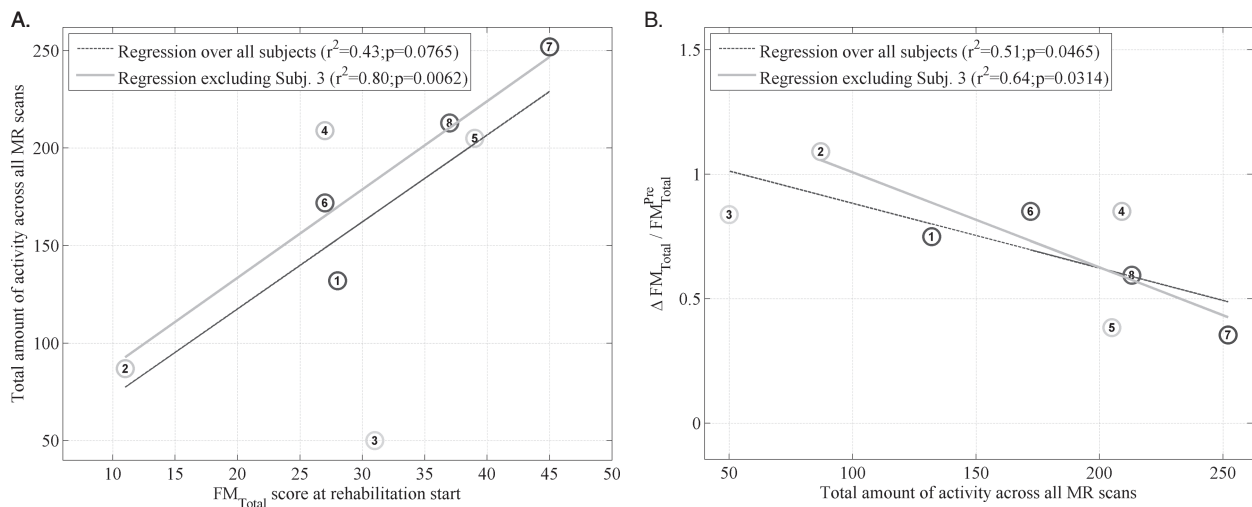 A.
Regression over all subjects (r²=0.43;p=0.0765)
Regression excluding Subj. 3 (r²=0.80;p=0.0062)
250
200
150
100
50
Total amount of activity across all MR scans
7
4
8
5
6
1
2
3
10 15 20 25 30 35 40 45 50
FM_Total score at rehabilitation start
B.
Regression over all subjects (r²=0.51;p=0.0465)
Regression excluding Subj. 3 (r²=0.64;p=0.0314)
1.5
1
0.5
0
Δ FM_Total / FM_Total^Pre
2
3
6
4
1
8
5
7
50 100 150 200 250
Total amount of activity across all MR scans